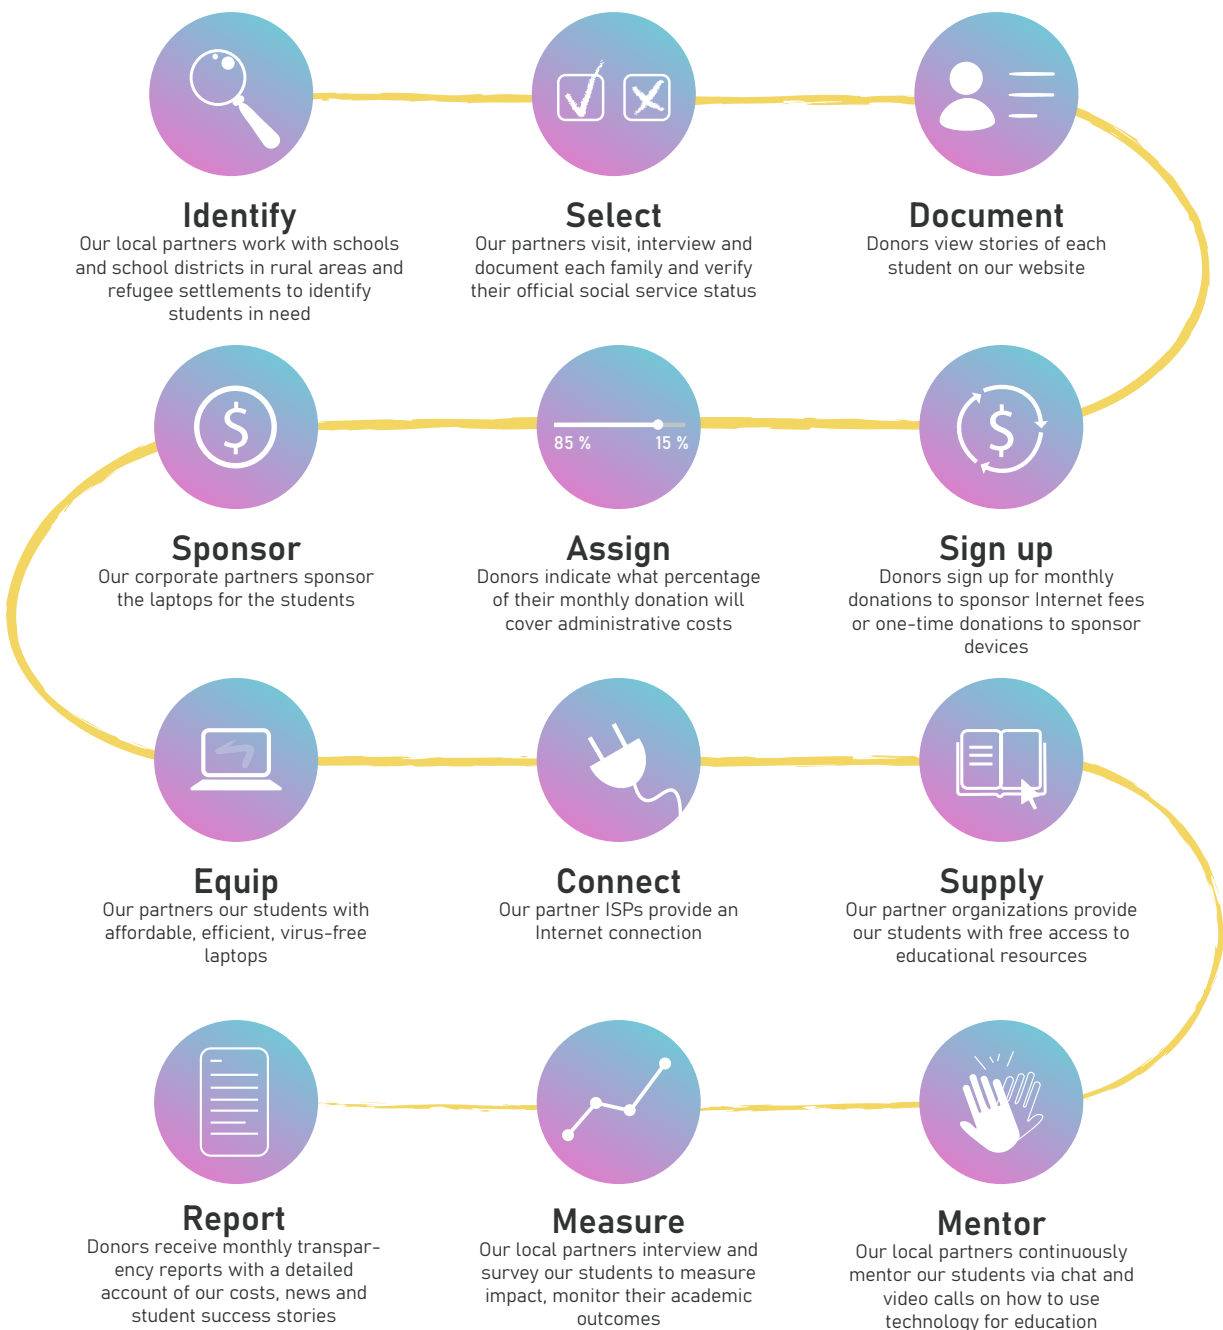 Identify
Our local partners work with schools
and school districts in rural areas and
refugee settlements to identify
students in need
Select
Our partners visit, interview and
document each family and verify
their official social service status
Document
Donors view stories of each
student on our website
$
Sponsor
Our corporate partners sponsor
the laptops for the students
85 % 15 %
Assign
Donors indicate what percentage
of their monthly donation will
cover administrative costs
$
Sign up
Donors sign up for monthly
donations to sponsor Internet fees
or one-time donations to sponsor
devices
Equip
Our partners our students with
affordable, efficient, virus-free
laptops
Connect
Our partner ISPs provide an
Internet connection
Supply
Our partner organizations provide
our students with free access to
educational resources
Report
Donors receive monthly transpar-
ency reports with a detailed
account of our costs, news and
student success stories
Measure
Our local partners interview and
survey our students to measure
impact, monitor their academic
outcomes
Mentor
Our local partners continuously
mentor our students via chat and
video calls on how to use
technology for education